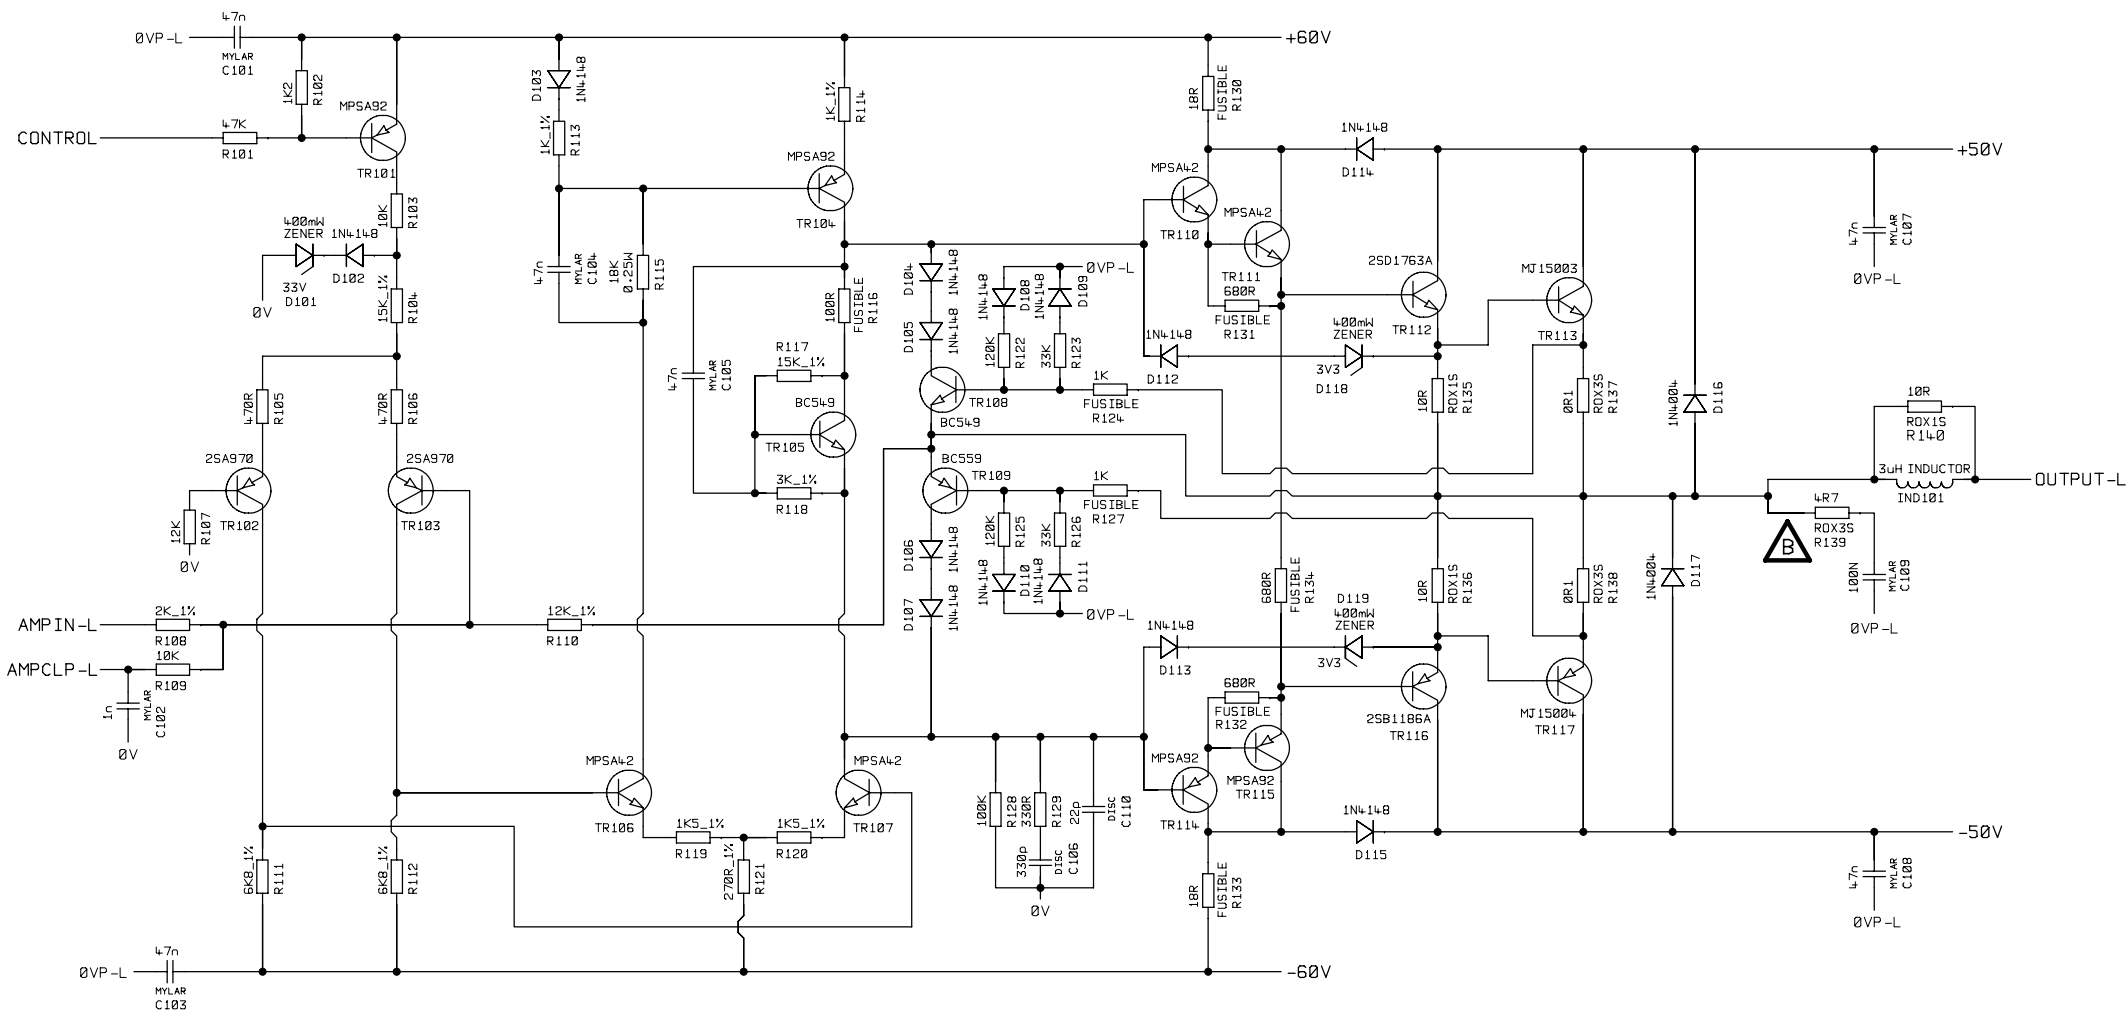 47n
0VP-L
MYLAR
C101
1K2
R102
CONTROL
47K
R101
MPSA92
TR101
10K
R103
400mW
ZENER
33V
D101
1N4148
D102
0V
15K_1%
R104
470R
R105
470R
R106
2SA970
TR102
2SA970
TR103
12K
R107
0V
AMPIN-L
2K_1%
R108
AMPCLP-L
10K
R109
1n
MYLAR
C102
0V
12K_1%
R110
6K8_1%
R111
6K8_1%
R112
47n
0VP-L
MYLAR
C103
D103
1N4148
1K_1%
R113
47n
MYLAR
C104
18K
0.25W
R115
1K_1%
R114
MPSA92
TR104
100R
FUSIBLE
R116
47n
MYLAR
C105
R117
15K_1%
BC549
TR105
3K_1%
R118
MPSA42
TR106
MPSA42
TR107
1K5_1%
R119
1K5_1%
R120
270R_1%
R121
D104
1N4148
D105
1N4148
1N4148
D108
1N4148
D109
0VP-L
120K
R122
33K
R123
TR108
BC549
1K
FUSIBLE
R124
BC559
TR109
1K
FUSIBLE
R127
120K
R125
33K
R126
D106
1N4148
D107
1N4148
1N4148
D110
1N4148
D111
0VP-L
100K
R128
330R
R129
330p
DISC
C106
22p
DISC
C110
0V
+60V
18R
FUSIBLE
R130
MPSA42
TR110
MPSA42
TR111
680R
FUSIBLE
R131
1N4148
D114
1N4148
D112
400mW
ZENER
3V3
D118
2SD1763A
TR112
MJ15003
TR113
10R
ROX1S
R135
0R1
ROX3S
R137
680R
FUSIBLE
R134
10R
ROX1S
R136
0R1
ROX3S
R138
D119
400mW
ZENER
3V3
1N4148
D113
680R
FUSIBLE
R132
MPSA92
TR114
MPSA92
TR115
2SB1186A
TR116
MJ15004
TR117
1N4148
D115
18R
FUSIBLE
R133
-60V
+50V
47n
MYLAR
C107
0VP-L
1N4004
D116
1N4004
D117
10R
ROX1S
R140
3uH INDUCTOR
IND101
OUTPUT-L
4R7
ROX3S
R139
B
100N
MYLAR
C109
0VP-L
-50V
47n
MYLAR
C108
0VP-L